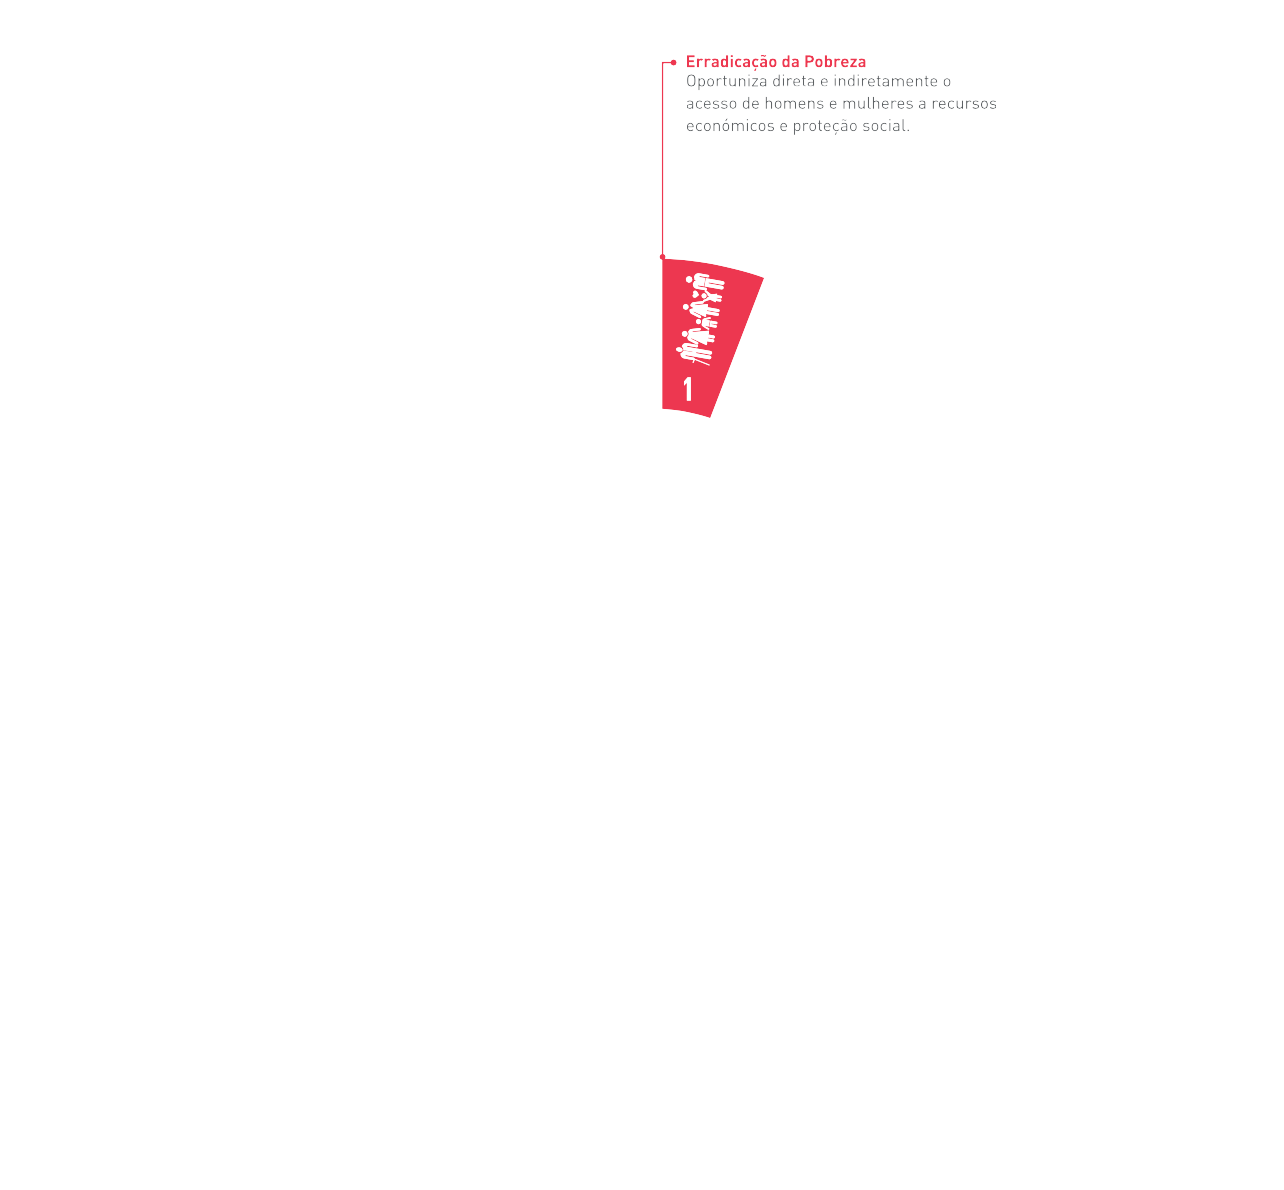 Erradicação da Pobreza
Oportuniza direta e indiretamente o
acesso de homens e mulheres a recursos
económicos e proteção social.
1